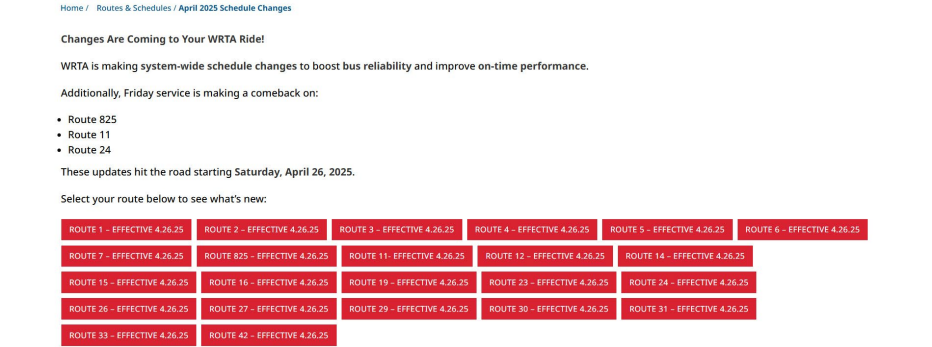 Home / Routes & Schedules / April 2025 Schedule Changes
Changes Are Coming to Your WRTA Ride!
WRTA is making system-wide schedule changes to boost bus reliability and improve on-time performance.
Additionally, Friday service is making a comeback on:
• Route 825
• Route 11
• Route 24
These updates hit the road starting Saturday, April 26, 2025.
Select your route below to see what's new:
ROUTE 1 – EFFECTIVE 4.26.25 ROUTE 2 – EFFECTIVE 4.26.25 ROUTE 3 – EFFECTIVE 4.26.25 ROUTE 4 – EFFECTIVE 4.26.25 ROUTE 5 – EFFECTIVE 4.26.25 ROUTE 6 – EFFECTIVE 4.26.25
ROUTE 7 – EFFECTIVE 4.26.25 ROUTE 825 – EFFECTIVE 4.26.25 ROUTE 11- EFFECTIVE 4.26.25 ROUTE 12 – EFFECTIVE 4.26.25 ROUTE 14 – EFFECTIVE 4.26.25
ROUTE 15 – EFFECTIVE 4.26.25 ROUTE 16 – EFFECTIVE 4.26.25 ROUTE 19 – EFFECTIVE 4.26.25 ROUTE 23 – EFFECTIVE 4.26.25 ROUTE 24 – EFFECTIVE 4.26.25
ROUTE 26 – EFFECTIVE 4.26.25 ROUTE 27 – EFFECTIVE 4.26.25 ROUTE 29 – EFFECTIVE 4.26.25 ROUTE 30 – EFFECTIVE 4.26.25 ROUTE 31 – EFFECTIVE 4.26.25
ROUTE 33 – EFFECTIVE 4.26.25 ROUTE 42 – EFFECTIVE 4.26.25